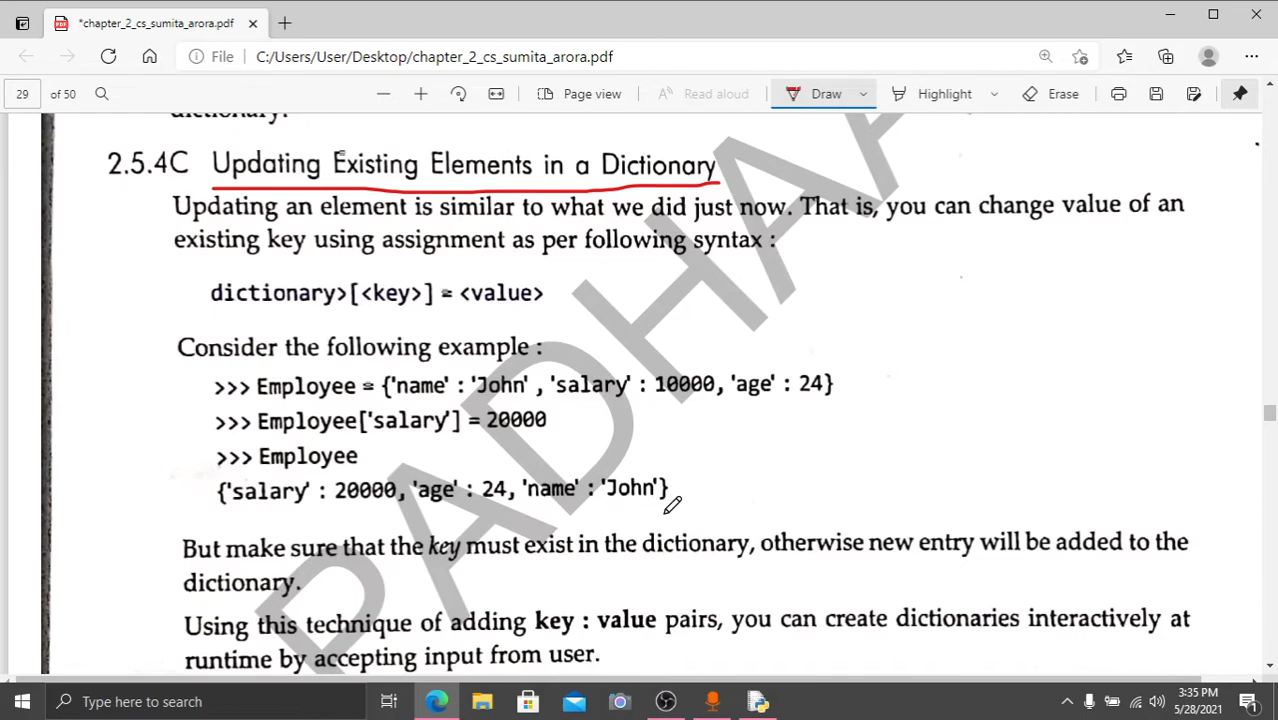 *chapter_2_cs_sumita_arora.pdf
File C:/Users/User/Desktop/chapter_2_cs_sumita_arora.pdf
29 of 50 Page view Read aloud Draw Highlight Erase
dictionary.
2.5.4C Updating Existing Elements in a Dictionary
Updating an element is similar to what we did just now. That is, you can change value of an
existing key using assignment as per following syntax :
dictionary>[<key>] = <value>
Consider the following example :
>>> Employee = {'name' : 'John' , 'salary' : 10000, 'age' : 24}
>>> Employee['salary'] = 20000
>>> Employee
{'salary' : 20000, 'age' : 24, 'name' : 'John'}
But make sure that the key must exist in the dictionary, otherwise new entry will be added to the
dictionary.
Using this technique of adding key : value pairs, you can create dictionaries interactively at
runtime by accepting input from user.
PADHA
Type here to search
3:35 PM
5/28/2021
1